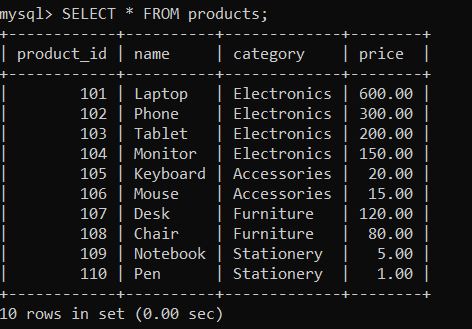 mysql> SELECT * FROM products;
+------------+----------+-------------+--------+
| product_id | name     | category    | price  |
+------------+----------+-------------+--------+
|        101 | Laptop   | Electronics | 600.00 |
|        102 | Phone    | Electronics | 300.00 |
|        103 | Tablet   | Electronics | 200.00 |
|        104 | Monitor  | Electronics | 150.00 |
|        105 | Keyboard | Accessories |  20.00 |
|        106 | Mouse    | Accessories |  15.00 |
|        107 | Desk     | Furniture   | 120.00 |
|        108 | Chair    | Furniture   |  80.00 |
|        109 | Notebook | Stationery  |   5.00 |
|        110 | Pen      | Stationery  |   1.00 |
+------------+----------+-------------+--------+
10 rows in set (0.00 sec)